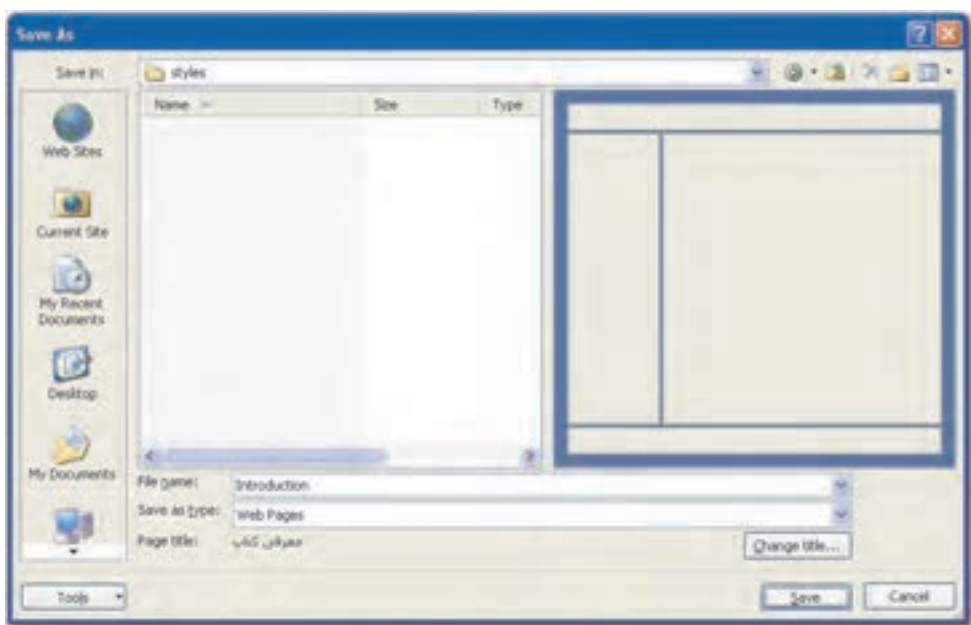 Save As
Save in:
styles
Name
Size
Type
Web Sites
Current Site
My Recent
Documents
Desktop
My Documents
File name:
Introduction
Save as type:
Web Pages
Page title:
معرفی کتاب
Change title...
Tools
Save
Cancel